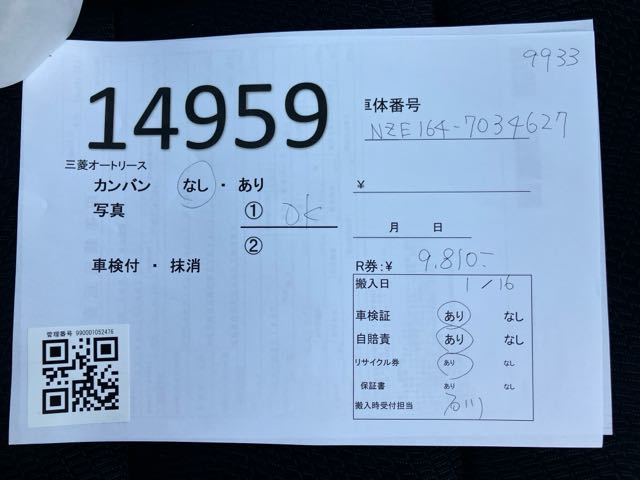 9933
14959
車体番号
NZE164-7034627
三菱オートリース
カンバン なし ・ あり
¥
写真 ① OK
②
月 日
車検付 ・ 抹消
R券:¥ 9.810-
搬入日 1/16
車検証 あり なし
自賠責 あり なし
リサイクル券 あり なし
保証書 あり なし
搬入時受付担当 石川
管理番号 990001052476